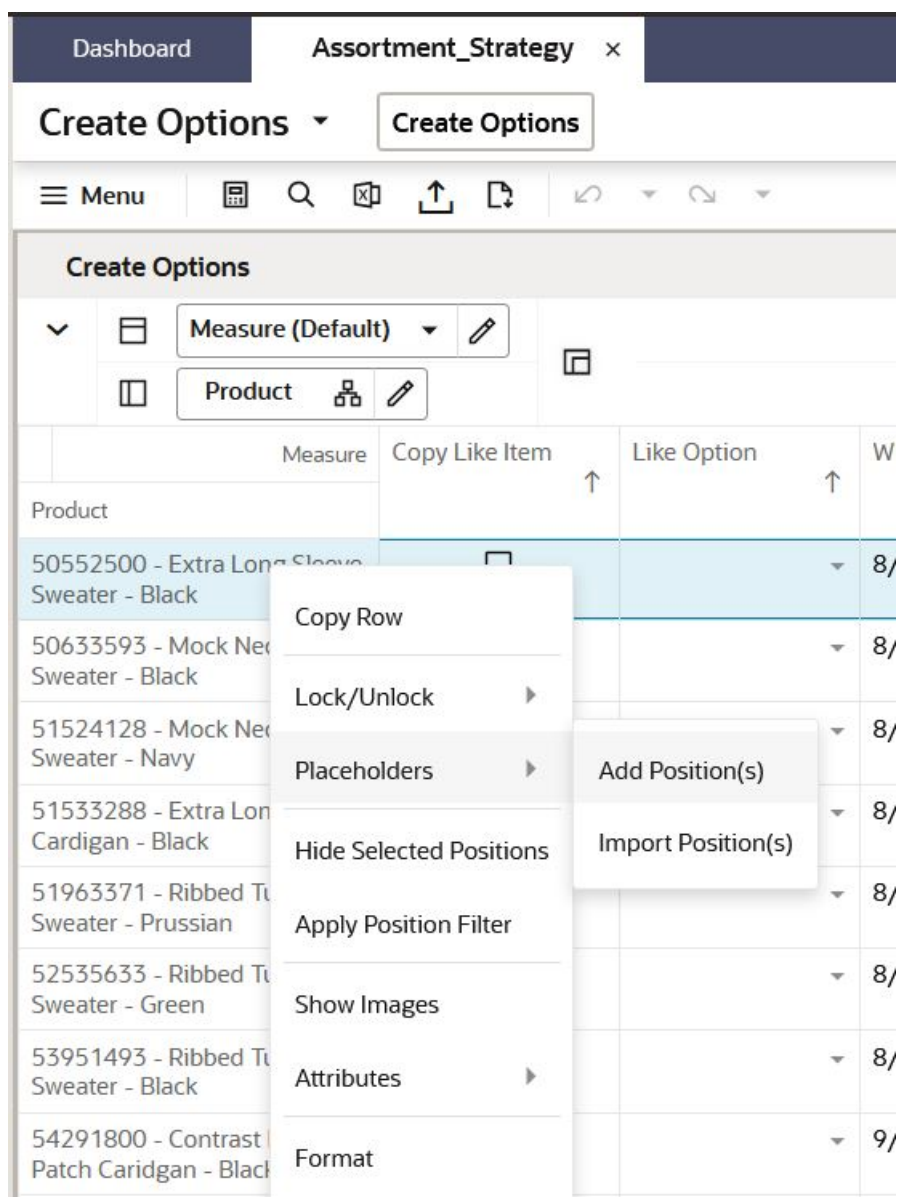 Dashboard
Assortment_Strategy ×
Create Options
Create Options
Menu
Create Options
Measure (Default)
Product
Measure
Copy Like Item
Like Option
W
Product
50552500 - Extra Long Sleeve
Sweater - Black
8/
50633593 - Mock Nec
Sweater - Black
8/
51524128 - Mock Nec
Sweater - Navy
8/
51533288 - Extra Lon
Cardigan - Black
8/
51963371 - Ribbed Tu
Sweater - Prussian
8/
52535633 - Ribbed Tu
Sweater - Green
8/
53951493 - Ribbed Tu
Sweater - Black
8/
54291800 - Contrast
Patch Caridgan - Black
9/
Copy Row
Lock/Unlock
Placeholders
Hide Selected Positions
Apply Position Filter
Show Images
Attributes
Format
Add Position(s)
Import Position(s)